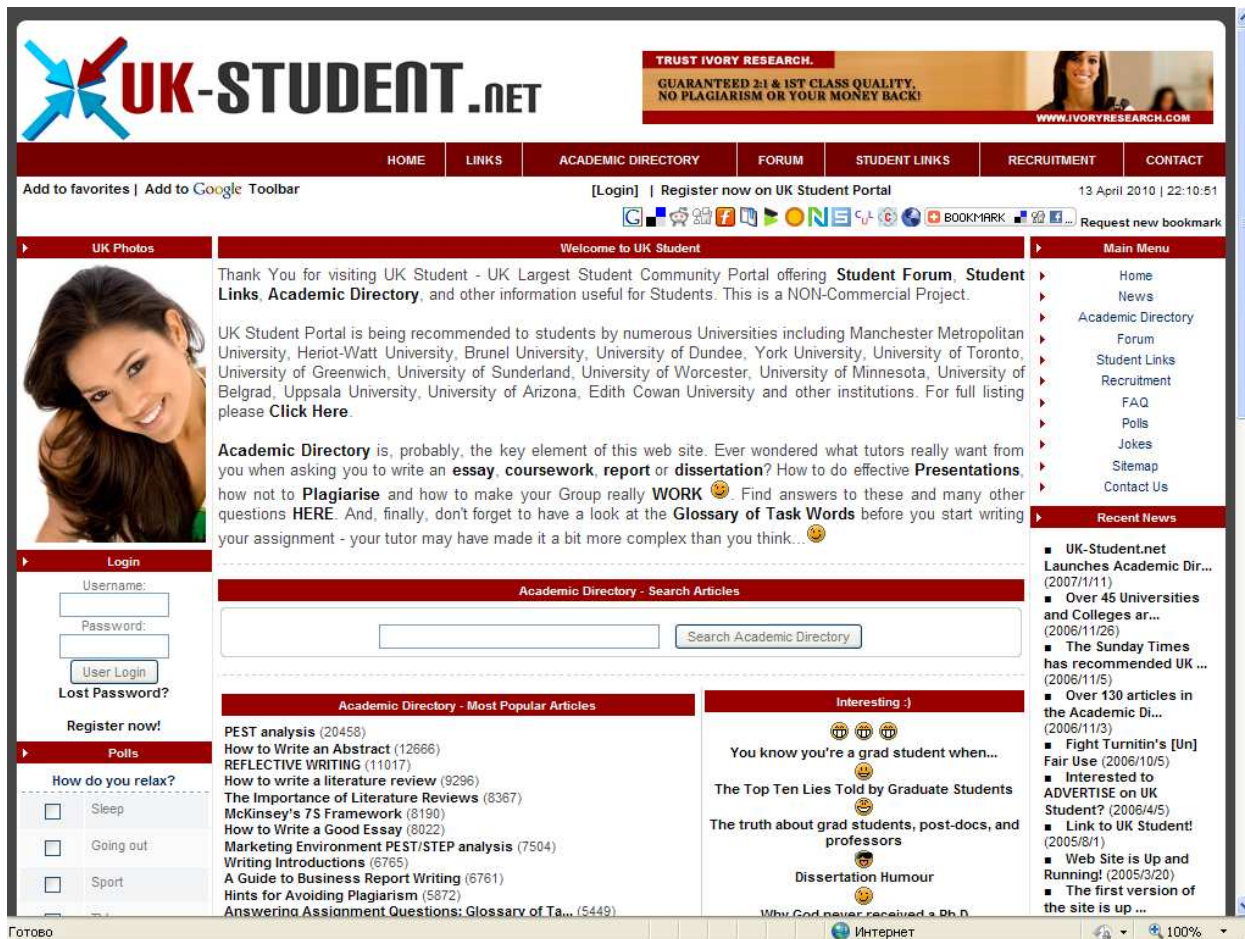 UK-STUDENT.NET
TRUST IVORY RESEARCH.
GUARANTEED 2:1 & 1ST CLASS QUALITY,
NO PLAGIARISM OR YOUR MONEY BACK!
WWW.IVORYRESEARCH.COM
HOME LINKS ACADEMIC DIRECTORY FORUM STUDENT LINKS RECRUITMENT CONTACT
Add to favorites | Add to Google Toolbar
[Login] | Register now on UK Student Portal
13 April 2010 | 22:10:51
BOOKMARK
Request new bookmark
UK Photos
Login
Username:
Password:
User Login
Lost Password?
Register now!
Polls
How do you relax?
Sleep
Going out
Sport
Welcome to UK Student
Thank You for visiting UK Student - UK Largest Student Community Portal offering Student Forum, Student
Links, Academic Directory, and other information useful for Students. This is a NON-Commercial Project.
UK Student Portal is being recommended to students by numerous Universities including Manchester Metropolitan
University, Heriot-Watt University, Brunel University, University of Dundee, York University, University of Toronto,
University of Greenwich, University of Sunderland, University of Worcester, University of Minnesota, University of
Belgrad, Uppsala University, University of Arizona, Edith Cowan University and other institutions. For full listing
please Click Here.
Academic Directory is, probably, the key element of this web site. Ever wondered what tutors really want from
you when asking you to write an essay, coursework, report or dissertation? How to do effective Presentations,
how not to Plagiarise and how to make your Group really WORK. Find answers to these and many other
questions HERE. And, finally, don't forget to have a look at the Glossary of Task Words before you start writing
your assignment - your tutor may have made it a bit more complex than you think...
Academic Directory - Search Articles
Search Academic Directory
Academic Directory - Most Popular Articles
PEST analysis (20458)
How to Write an Abstract (12666)
REFLECTIVE WRITING (11017)
How to write a literature review (9296)
The Importance of Literature Reviews (8367)
McKinsey's 7S Framework (8190)
How to Write a Good Essay (8022)
Marketing Environment PEST/STEP analysis (7504)
Writing Introductions (6765)
A Guide to Business Report Writing (6761)
Hints for Avoiding Plagiarism (5872)
Answering Assignment Questions: Glossary of Ta... (5449)
Interesting :)
You know you're a grad student when...
The Top Ten Lies Told by Graduate Students
The truth about grad students, post-docs, and
professors
Dissertation Humour
Why God never received a Ph.D
Main Menu
Home
News
Academic Directory
Forum
Student Links
Recruitment
FAQ
Polls
Jokes
Sitemap
Contact Us
Recent News
UK-Student.net
Launches Academic Dir...
(2007/1/11)
Over 45 Universities
and Colleges ar...
(2006/11/26)
The Sunday Times
has recommended UK ...
(2006/11/5)
Over 130 articles in
the Academic Di...
(2006/11/3)
Fight Turnitin's [Un]
Fair Use (2006/10/5)
Interested to
ADVERTISE on UK
Student? (2006/4/5)
Link to UK Student!
(2005/8/1)
Web Site is Up and
Running! (2005/3/20)
The first version of
the site is up ...
Готово
Интернет
100%